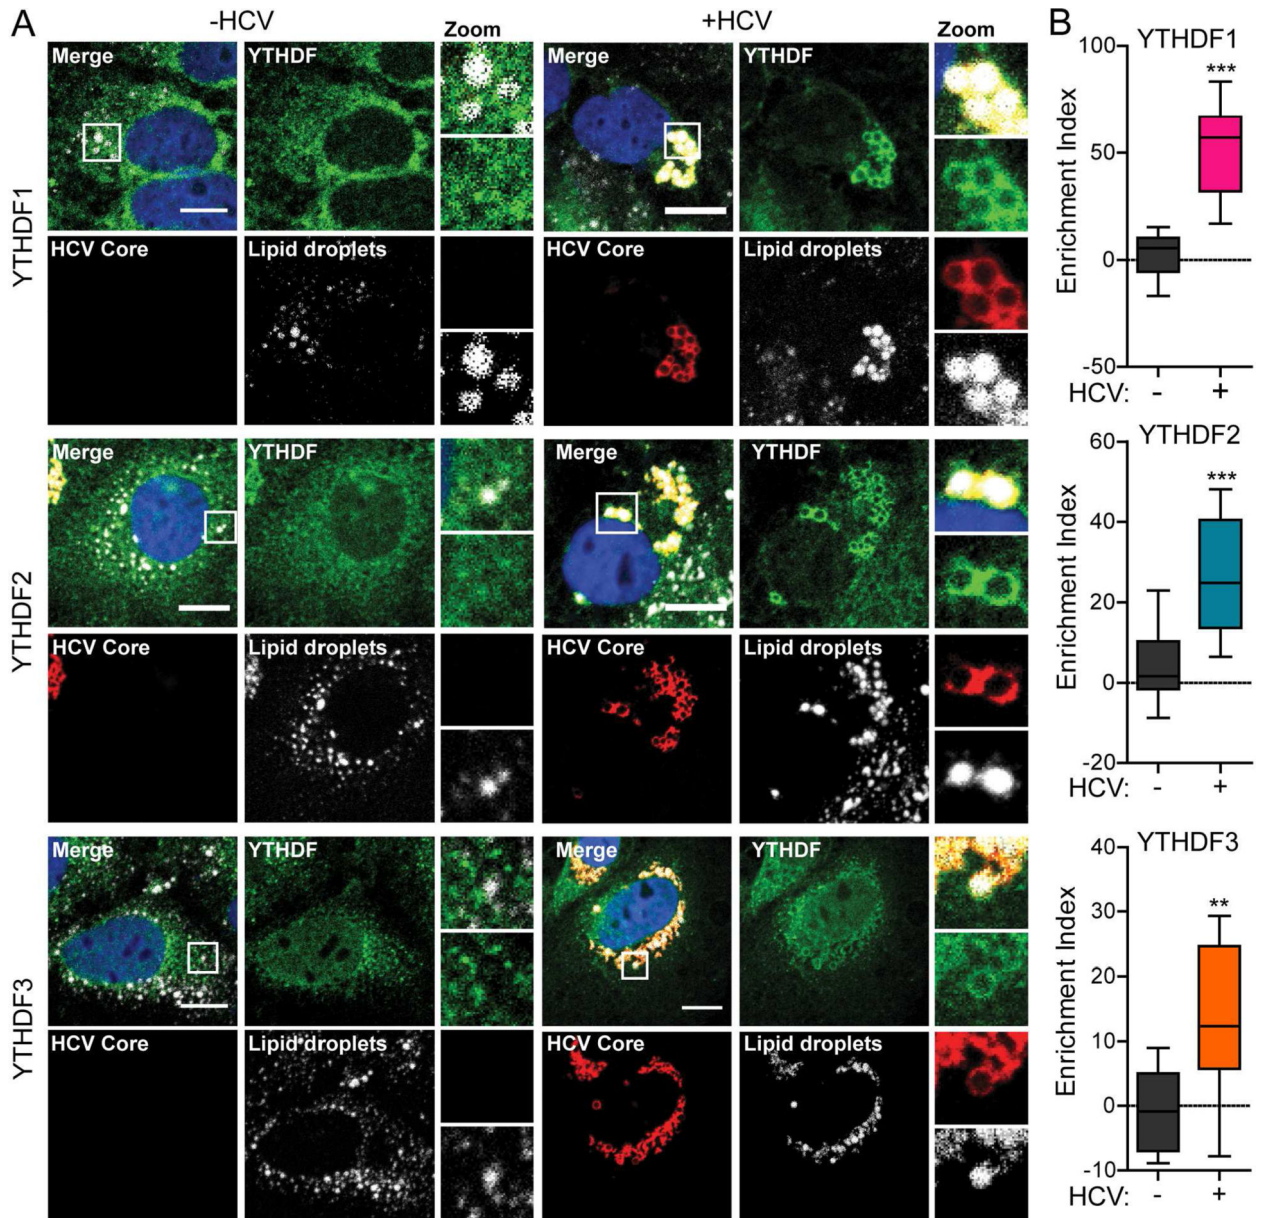 A
-HCV
+HCV
B
Zoom
Zoom
YTHDF1
Merge
YTHDF
Merge
YTHDF
HCV Core
Lipid droplets
HCV Core
Lipid droplets
YTHDF2
Merge
YTHDF
Merge
YTHDF
HCV Core
Lipid droplets
HCV Core
Lipid droplets
YTHDF3
Merge
YTHDF
Merge
YTHDF
HCV Core
Lipid droplets
HCV Core
Lipid droplets
YTHDF1
***
Enrichment Index
100
50
0
-50
HCV: - +
YTHDF2
***
Enrichment Index
60
40
20
0
-20
HCV: - +
YTHDF3
**
Enrichment Index
40
30
20
10
0
-10
HCV: - +